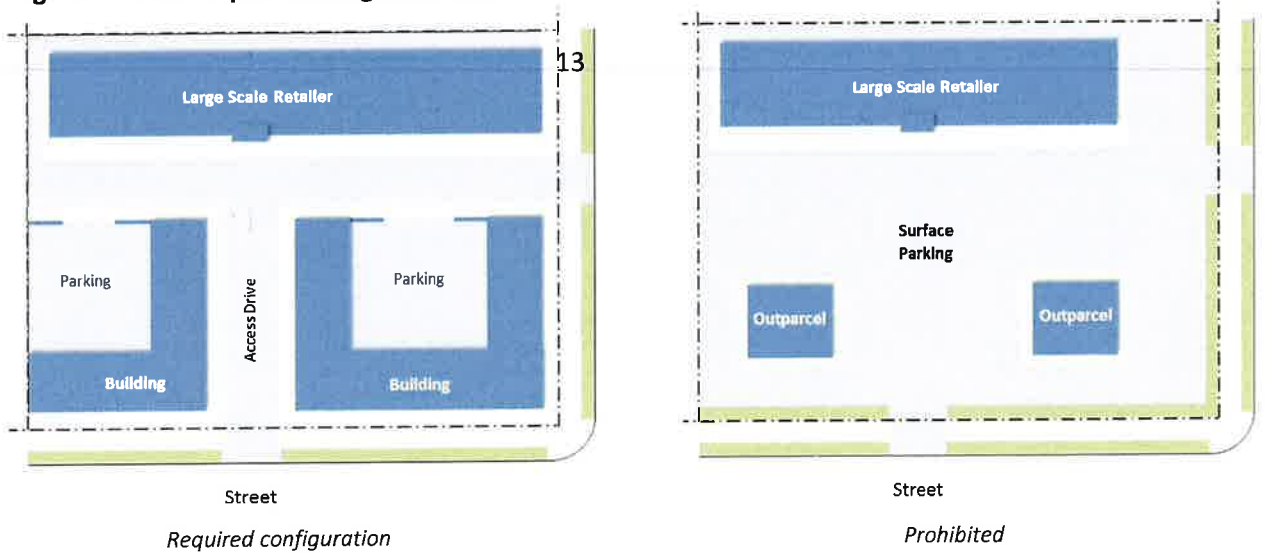 13
Large Scale Retailer
Parking
Access Drive
Parking
Building
Building
Street
Required configuration
Large Scale Retailer
Surface
Parking
Outparcel
Outparcel
Street
Prohibited